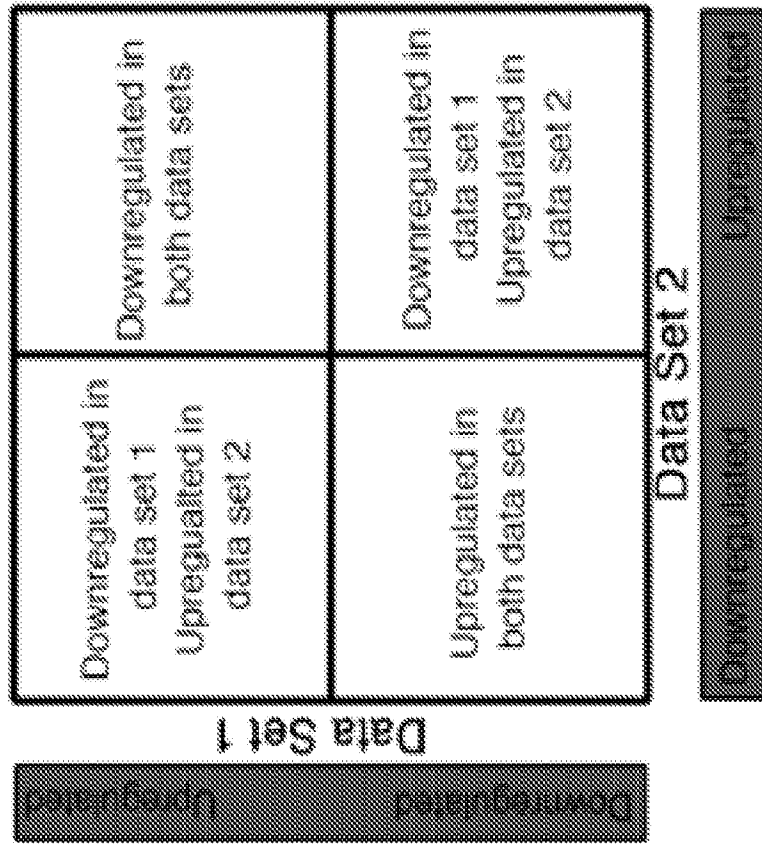 Downregulated Upregulated
Data Set 1
Upregulated in
both data sets
Downregulated in
data set 1
Upregualted in
data set 2
Downregulated in
data set 1
Upregulated in
data set 2
Downregulated in
both data sets
Data Set 2
Downregulated Upregulated